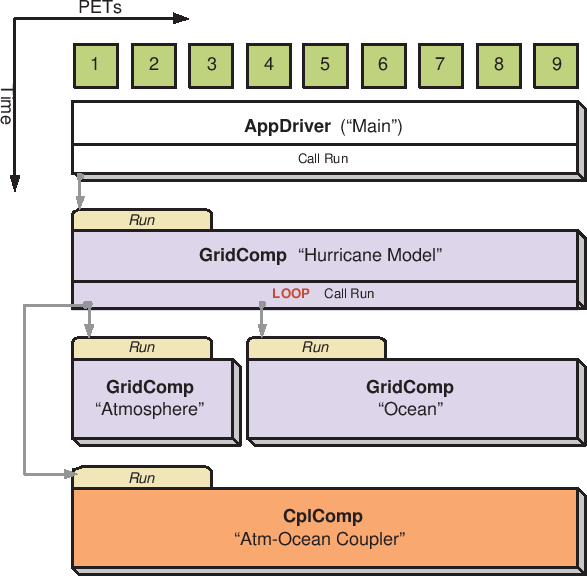 PETs
Time
1 2 3 4 5 6 7 8 9
AppDriver (“Main”)
Call Run
Run
GridComp “Hurricane Model”
LOOP Call Run
Run
Run
GridComp
“Atmosphere”
GridComp
“Ocean”
Run
CplComp
“Atm-Ocean Coupler”